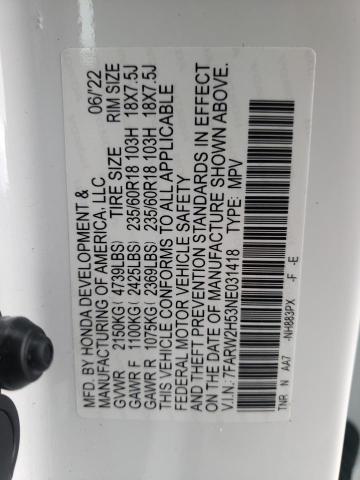 MFD. BY HONDA DEVELOPMENT & 06/'22
MANUFACTURING OF AMERICA, LLC
TIRE SIZE RIM SIZE
GVWR 2150KG( 4739LBS)
GAWR F 1100KG( 2425LBS) 235/60R18 103H 18X7.5J
GAWR R 1075KG( 2369LBS) 235/60R18 103H 18X7.5J
THIS VEHICLE CONFORMS TO ALL APPLICABLE
FEDERAL MOTOR VEHICLE SAFETY
AND THEFT PREVENTION STANDARDS IN EFFECT
ON THE DATE OF MANUFACTURE SHOWN ABOVE.
V.I.N.: 7FARW2H53NE031418 TYPE: MPV
TNR N AA7 -NH883PX -F -E